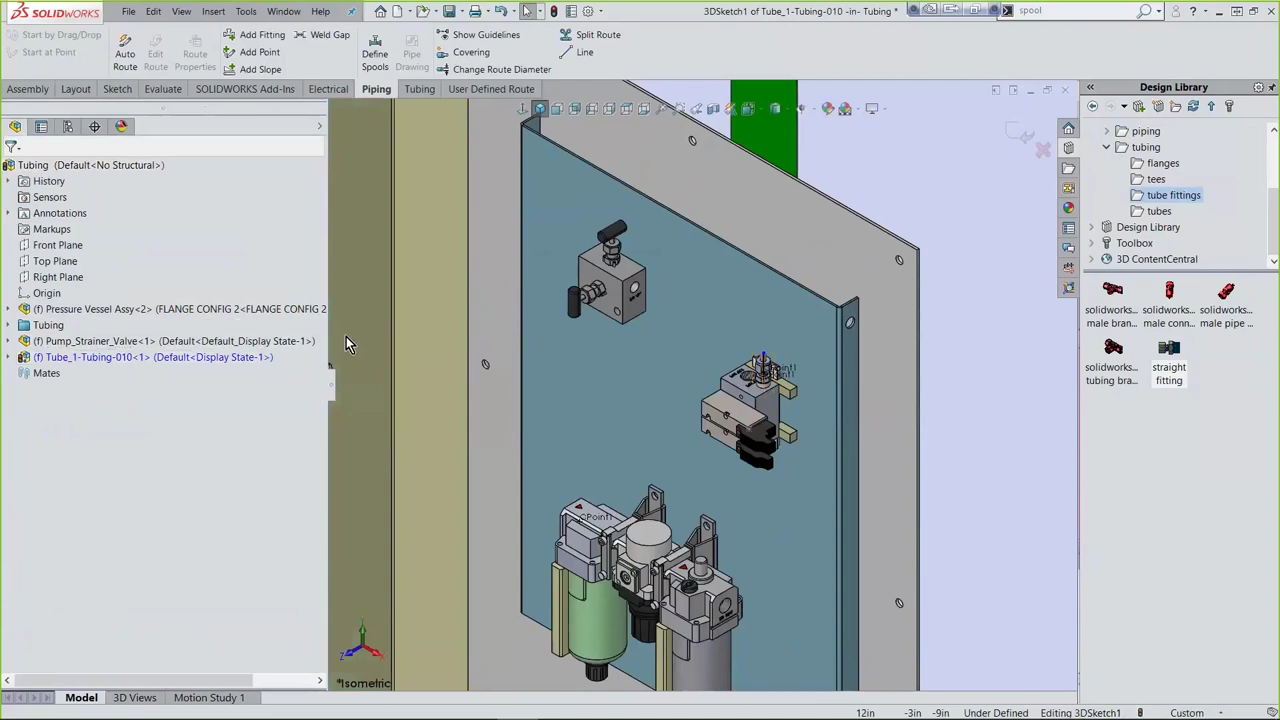 SOLIDWORKS File Edit View Insert Tools Window Help 3DSketch1 of Tube_1-Tubing-010 -in- Tubing * spool
Start by Drag/Drop
Start at Point
Auto Route
Edit Route
Route Properties
Add Fitting
Add Point
Add Slope
Weld Gap
Define Spools
Pipe Drawing
Show Guidelines
Covering
Change Route Diameter
Split Route
Line
Assembly Layout Sketch Evaluate SOLIDWORKS Add-Ins Electrical Piping Tubing User Defined Route
Design Library
Tubing (Default<No Structural>)
History
Sensors
Annotations
Markups
Front Plane
Top Plane
Right Plane
Origin
(f) Pressure Vessel Assy<2> (FLANGE CONFIG 2<FLANGE CONFIG 2
Tubing
(f) Pump_Strainer_Valve<1> (Default<Default_Display State-1>)
(f) Tube_1-Tubing-010<1> (Default<Display State-1>)
Mates
CPoint1
piping
tubing
flanges
tees
tube fittings
tubes
Design Library
Toolbox
3D ContentCentral
solidworks...
male bran...
solidworks...
male conn...
solidworks...
male pipe ...
solidworks...
tubing bra...
straight
fitting
*Isometric
Model 3D Views Motion Study 1
12in -3in -9in Under Defined Editing 3DSketch1 Custom